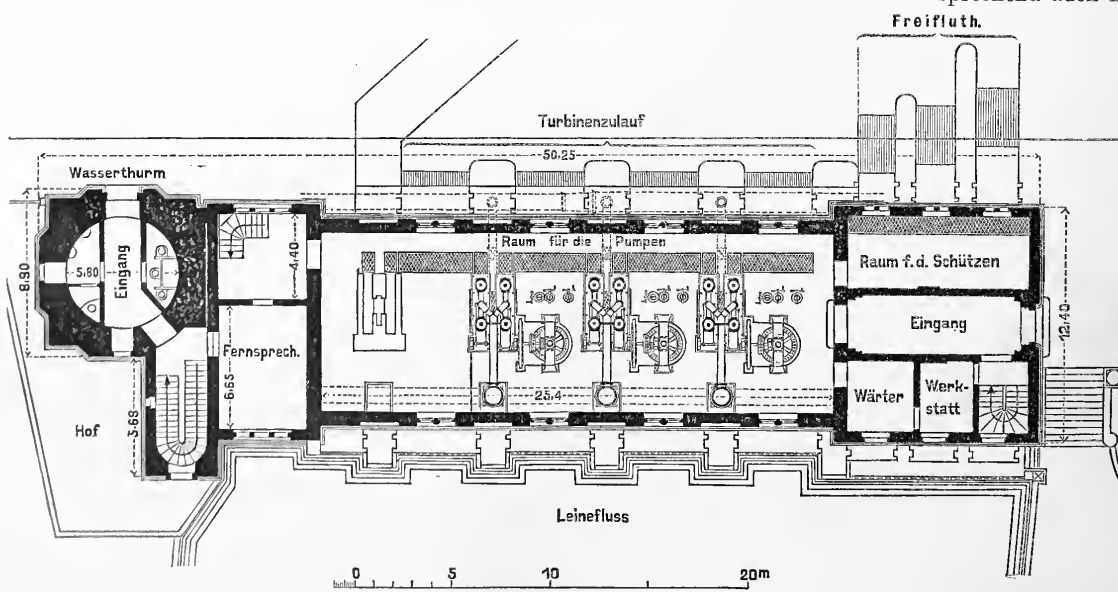 Freifluth.
Turbinenzulauf
50,25
Wasserthurm
Raum für die Pumpen
8,90
5,80
Eingang
4,40
Raum f.d. Schützen
Eingang
12,40
Fernsprech.
6,65
25,4
Wärter
Werk-
statt
3,69
Hof
Leinefluss
0 5 10 20m